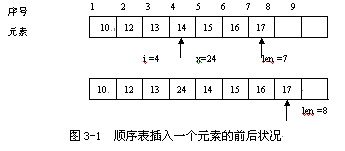 序号 1 2 3 4 5 6 7 8 9
元素 10 12 13 14 15 16 17
i=4 x=24 len=7
10 12 13 24 14 15 16 17
len=8
图3-1 顺序表插入一个元素的前后状况